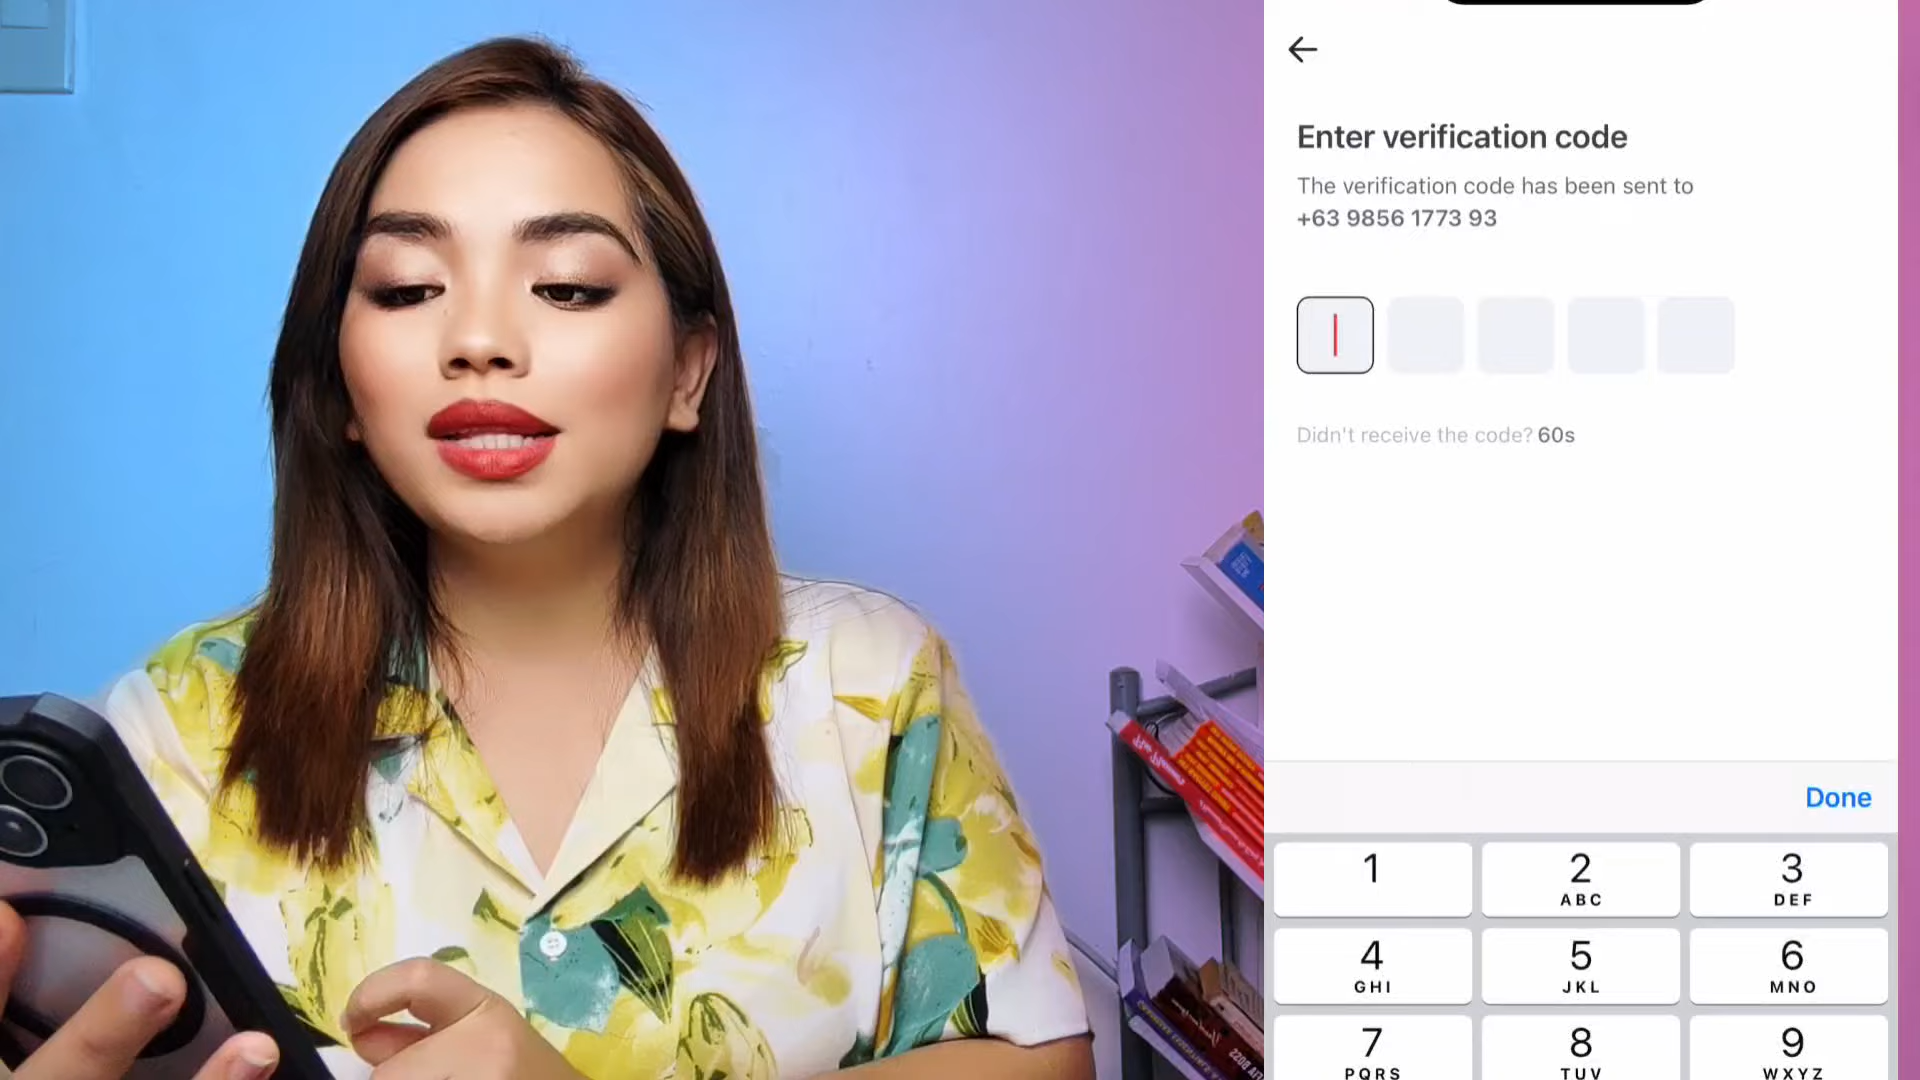 Enter verification code
The verification code has been sent to
+63 9856 1773 93
Didn't receive the code? 60s
Done
1
2
ABC
3
DEF
4
GHI
5
JKL
6
MNO
7
PQRS
8
TUV
9
WXYZ